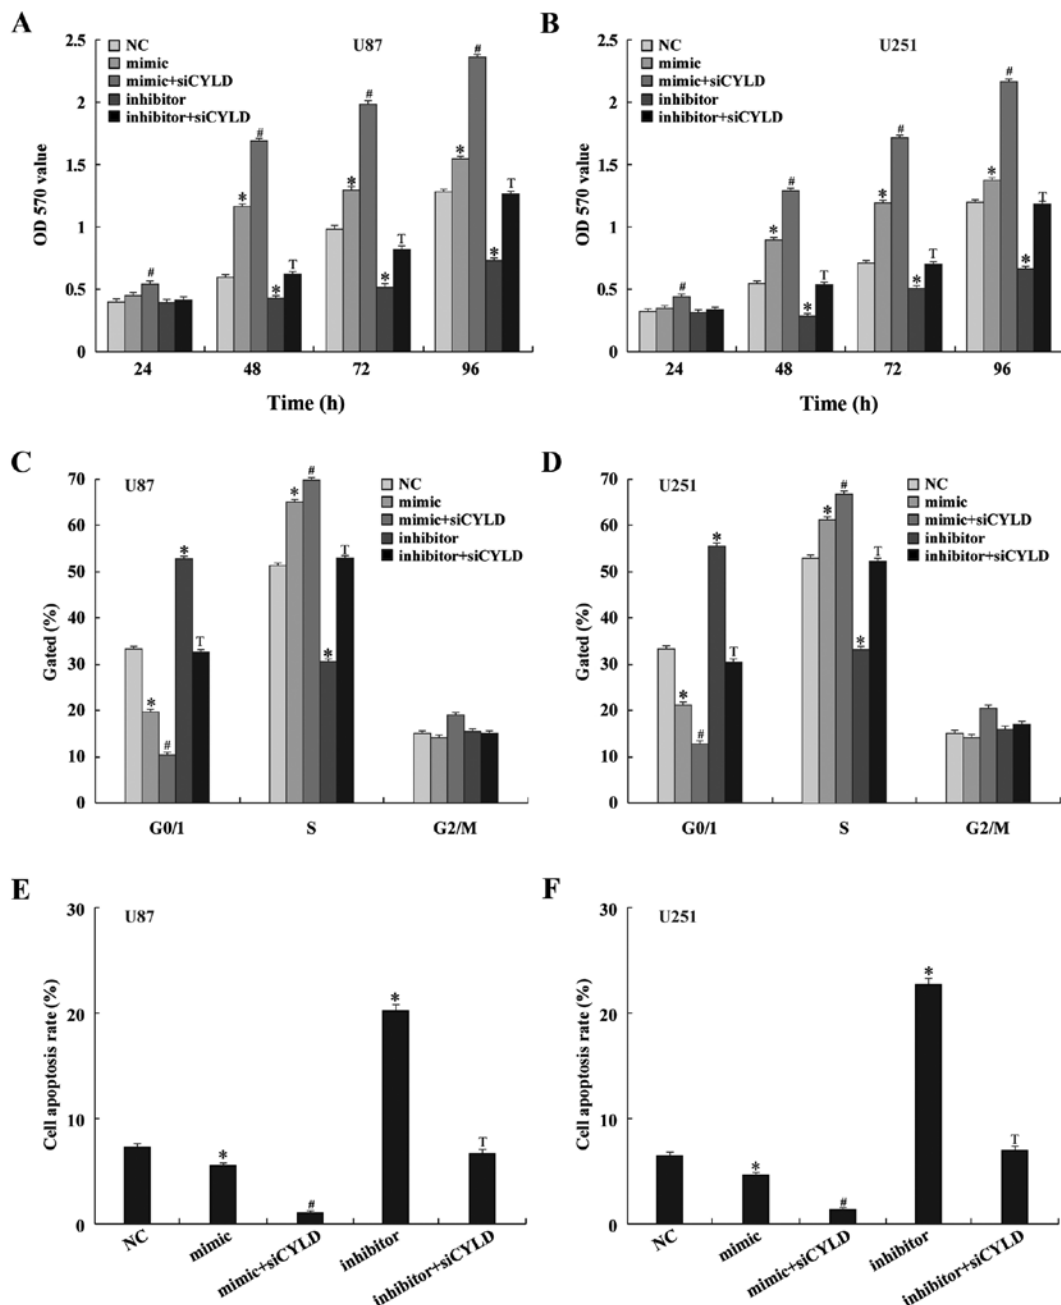 A
U87
NC
mimic
mimic+siCYLD
inhibitor
inhibitor+siCYLD
OD 570 value
2.5
2
1.5
1
0.5
0
#
#
*
#
*
T
*
#
*
T
*
#
*
T
24
48
72
96
Time (h)
B
U251
NC
mimic
mimic+siCYLD
inhibitor
inhibitor+siCYLD
OD 570 value
2.5
2
1.5
1
0.5
0
#
*
#
*
T
*
#
*
T
*
#
*
T
24
48
72
96
Time (h)
C
U87
NC
mimic
mimic+siCYLD
inhibitor
inhibitor+siCYLD
Gated (%)
70
60
50
40
30
20
10
0
*
#
*
T
*
#
*
T
G0/1
S
G2/M
D
U251
NC
mimic
mimic+siCYLD
inhibitor
inhibitor+siCYLD
Gated (%)
70
60
50
40
30
20
10
0
*
#
*
T
*
#
*
T
G0/1
S
G2/M
E
U87
Cell apoptosis rate (%)
30
20
10
0
*
#
*
T
NC
mimic
mimic+siCYLD
inhibitor
inhibitor+siCYLD
F
U251
Cell apoptosis rate (%)
30
20
10
0
*
#
*
T
NC
mimic
mimic+siCYLD
inhibitor
inhibitor+siCYLD